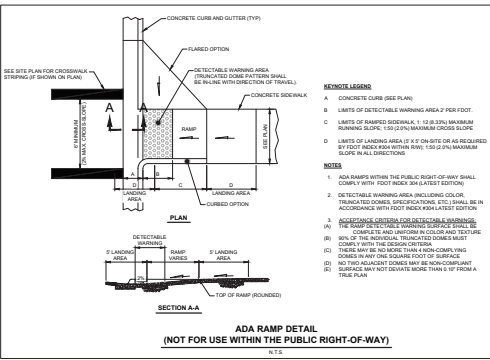 CONCRETE CURB AND GUTTER (TYP)
FLARED OPTION
DETECTABLE WARNING AREA
(TRUNCATED DOME PATTERN SHALL
BE IN-LINE WITH DIRECTION OF TRAVEL).
SEE SITE PLAN FOR CROSSWALK
STRIPING (IF SHOWN ON PLAN)
CONCRETE SIDEWALK
A
A
6' MINIMUM
(2% MAX. CROSS-SLOPE)
RAMP
SEE PLAN
A
B
D
C
D
LANDING
AREA
LANDING
AREA
CURBED OPTION
PLAN
DETECTABLE
WARNING
5' LANDING
AREA
RAMP
VARIES
5' LANDING
AREA
2%
TOP OF RAMP (ROUNDED)
SECTION A-A
KEYNOTE LEGEND
A CONCRETE CURB (SEE PLAN)
B LIMITS OF DETECTABLE WARNING AREA 2' PER FDOT.
C LIMITS OF RAMPED SIDEWALK, 1: 12 (8.33%) MAXIMUM
RUNNING SLOPE; 1:50 (2.0%) MAXIMUM CROSS SLOPE
D LIMITS OF LANDING AREA (5' X 5' ON-SITE OR AS REQUIRED
BY FDOT INDEX #304 WITHIN R/W); 1:50 (2.0%) MAXIMUM
SLOPE IN ALL DIRECTIONS
NOTES
1. ADA RAMPS WITHIN THE PUBLIC RIGHT-OF-WAY SHALL
COMPLY WITH FDOT INDEX 304 (LATEST EDITION)
2. DETECTABLE WARNING AREA (INCLUDING COLOR,
TRUNCATED DOMES, SPECIFICATIONS, ETC.) SHALL BE IN
ACCORDANCE WITH FDOT INDEX #304 LATEST EDITION
3. ACCEPTANCE CRITERIA FOR DETECTABLE WARNINGS:
(A) THE RAMP DETECTABLE WARNING SURFACE SHALL BE
COMPLETE AND UNIFORM IN COLOR AND TEXTURE
(B) 90% OF THE INDIVIDUAL TRUNCATED DOMES MUST
COMPLY WITH THE DESIGN CRITERIA
(C) THERE MAY BE NO MORE THAN 4 NON-COMPLYING
DOMES IN ANY ONE SQUARE FOOT OF SURFACE
(D) NO TWO ADJACENT DOMES MAY BE NON-COMPLIANT
(E) SURFACE MAY NOT DEVIATE MORE THAN 0.10" FROM A
TRUE PLAN
ADA RAMP DETAIL
(NOT FOR USE WITHIN THE PUBLIC RIGHT-OF-WAY)
N.T.S.